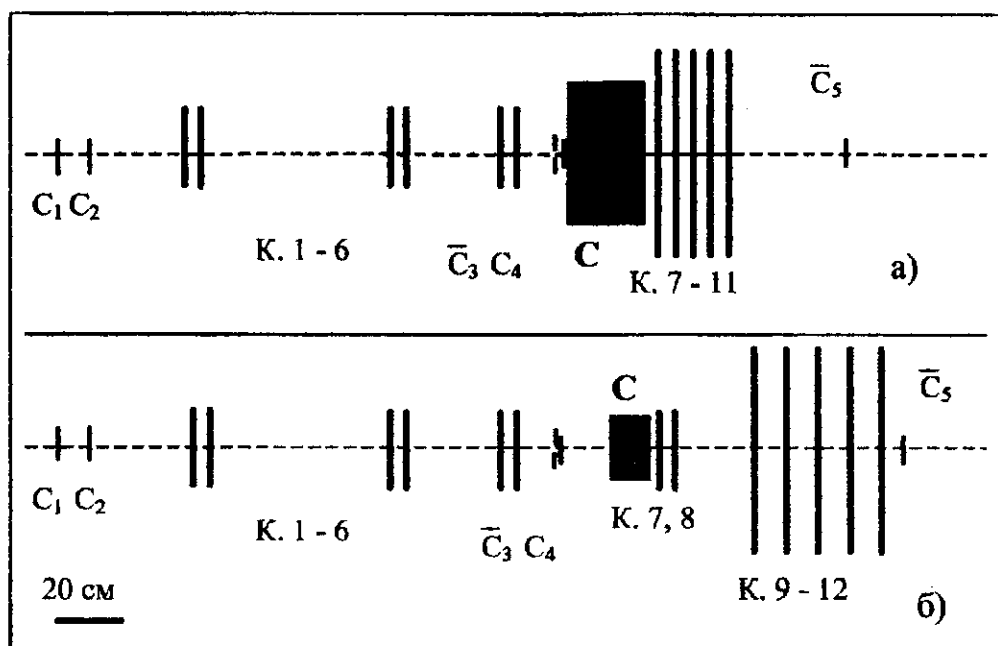 C̅₅
C₁ C₂
К. 1 - 6
C̅₃ C₄
C
К. 7 - 11
а)
C
C̅₅
C₁ C₂
К. 1 - 6
C̅₃ C₄
К. 7, 8
К. 9 - 12
20 см
б)